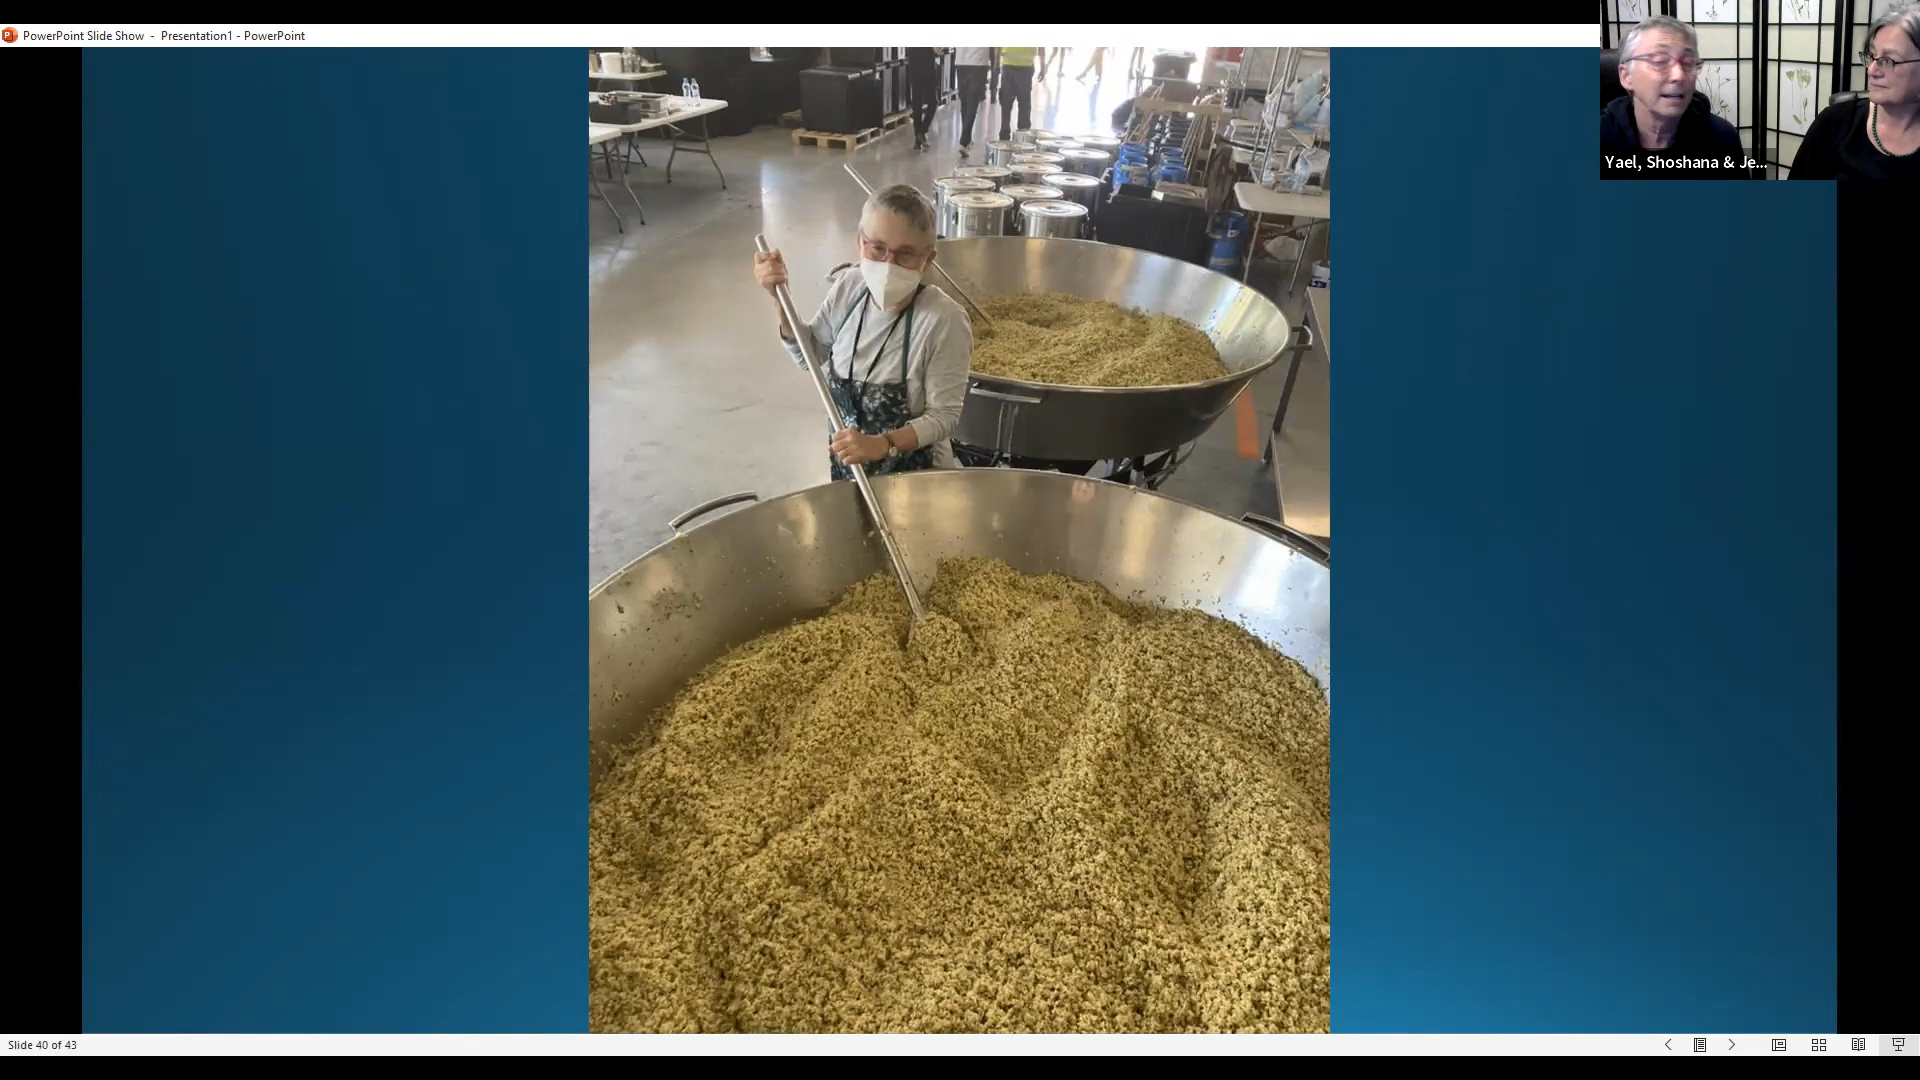 PowerPoint Slide Show - Presentation1 - PowerPoint
Yael, Shoshana & Je...
Slide 40 of 43